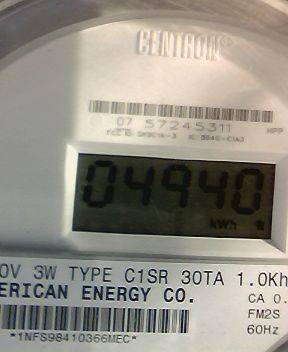 CENTRON®
07 57245311
HPP
04940
kWh
0V 3W TYPE C1SR 30TA 1.0Kh
ERICAN ENERGY CO.
CA 0.
FM2S
60Hz
*1NFS98410366MEC*